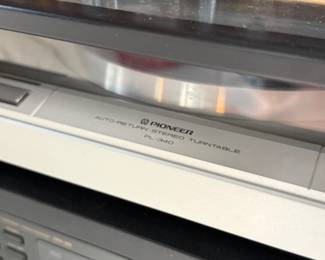 PIONEER
AUTO-RETURN STEREO TURNTABLE
PL-340